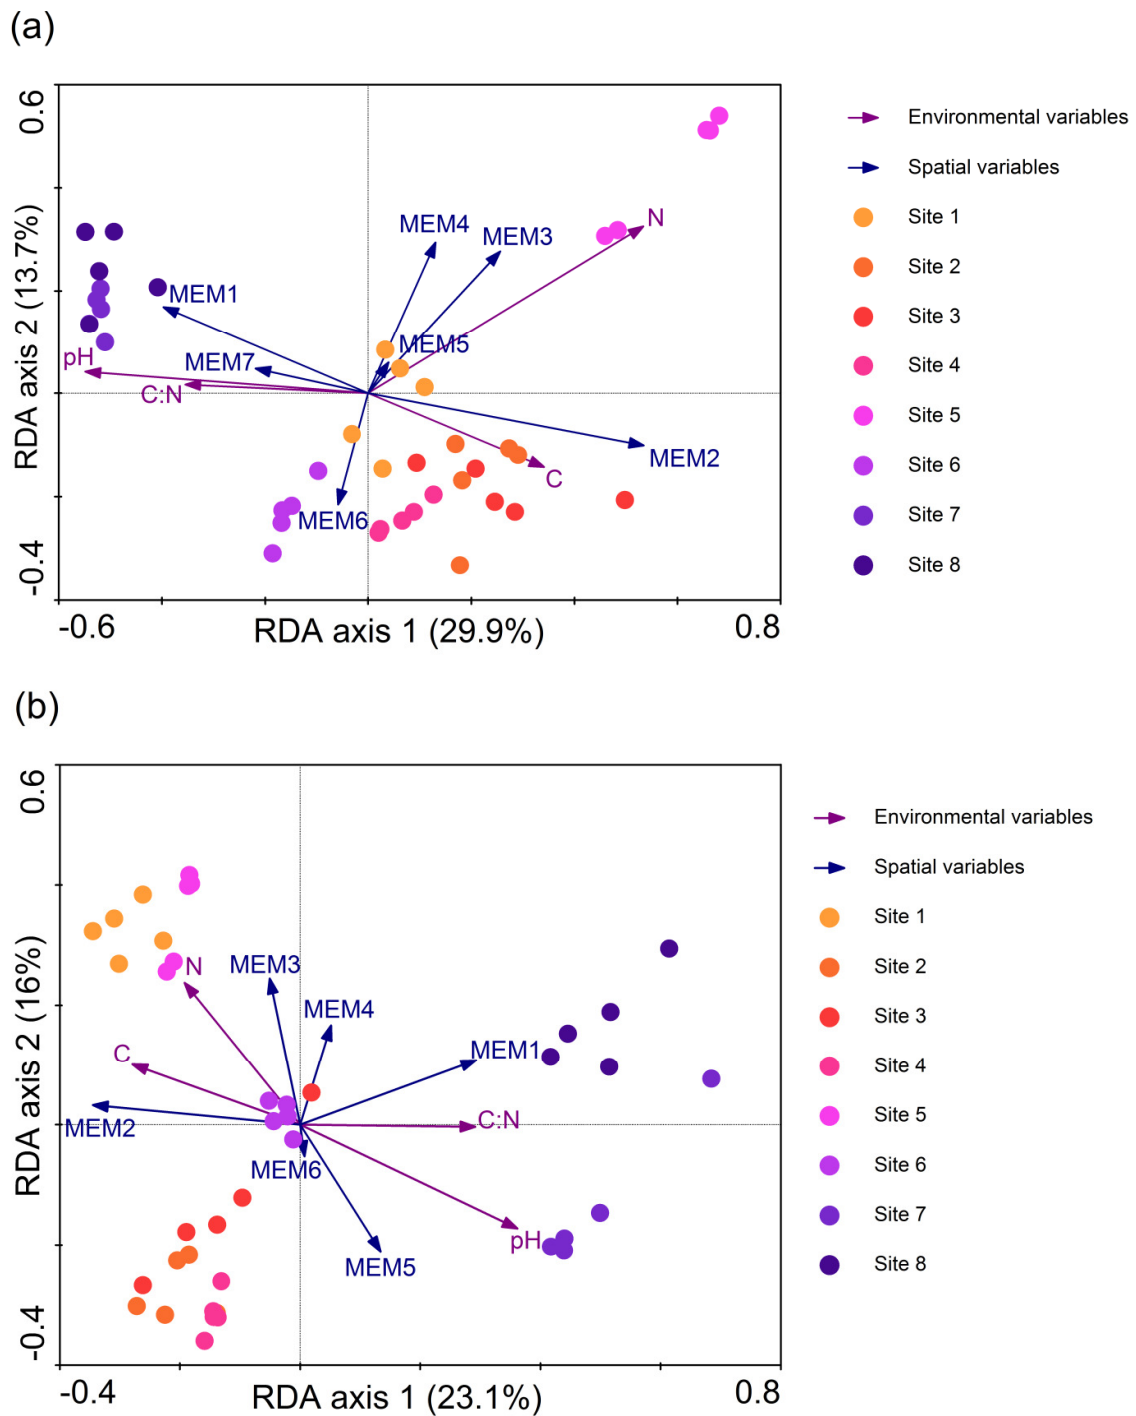 (a)
0.6
RDA axis 2 (13.7%)
-0.4
MEM4
MEM3
N
MEM1
MEM5
MEM7
pH
C:N
MEM2
C
MEM6
-0.6
RDA axis 1 (29.9%)
0.8
Environmental variables
Spatial variables
Site 1
Site 2
Site 3
Site 4
Site 5
Site 6
Site 7
Site 8
(b)
0.6
RDA axis 2 (16%)
-0.4
N
MEM3
MEM4
C
MEM1
MEM2
C:N
MEM6
pH
MEM5
-0.4
RDA axis 1 (23.1%)
0.8
Environmental variables
Spatial variables
Site 1
Site 2
Site 3
Site 4
Site 5
Site 6
Site 7
Site 8